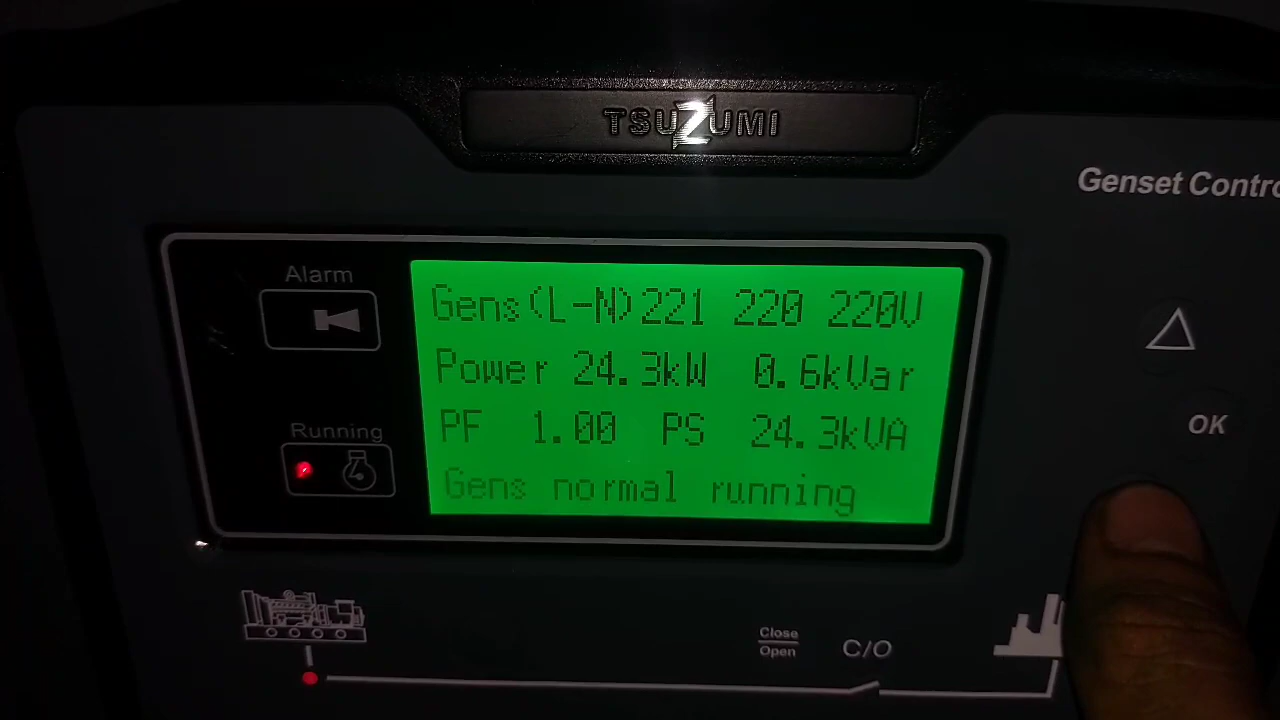 TSUZUMI
Genset Contro
Alarm
Gens(L-N)221 220 220V
Power 24.3kW 0.6kVar
PF 1.00 PS 24.3kVA
Gens normal running
Running
OK
Close
Open
C/O